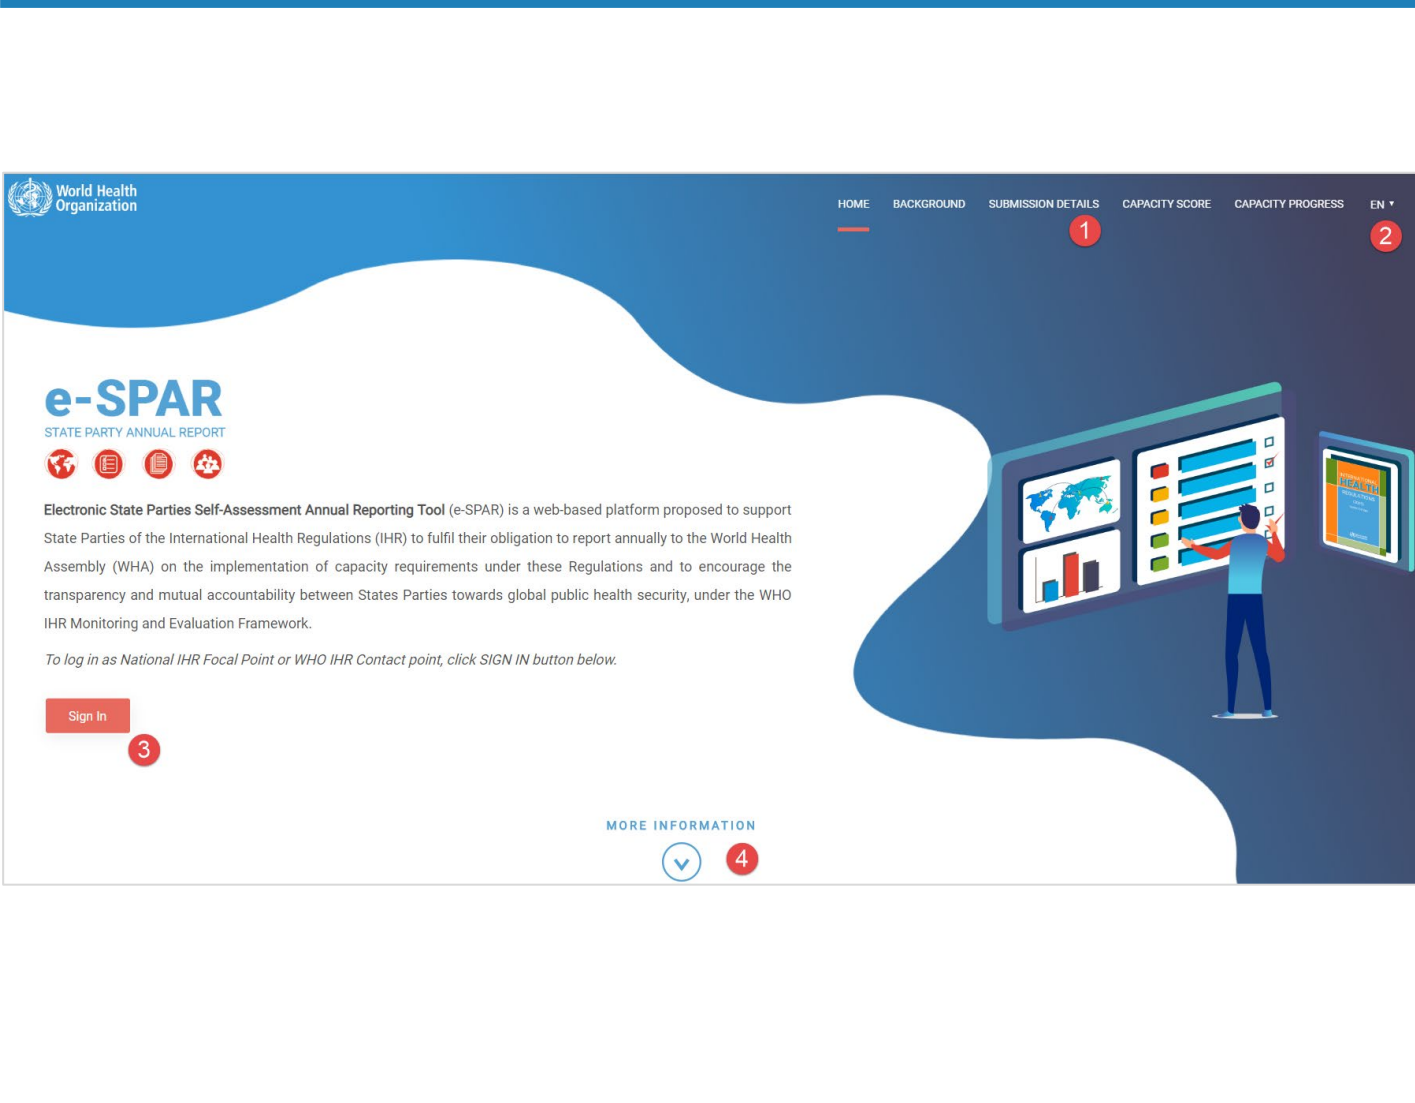 World Health
Organization
HOME BACKGROUND SUBMISSION DETAILS CAPACITY SCORE CAPACITY PROGRESS EN
1
2
e-SPAR
STATE PARTY ANNUAL REPORT
Electronic State Parties Self-Assessment Annual Reporting Tool (e-SPAR) is a web-based platform proposed to support
State Parties of the International Health Regulations (IHR) to fulfil their obligation to report annually to the World Health
Assembly (WHA) on the implementation of capacity requirements under these Regulations and to encourage the
transparency and mutual accountability between States Parties towards global public health security, under the WHO
IHR Monitoring and Evaluation Framework.
To log in as National IHR Focal Point or WHO IHR Contact point, click SIGN IN button below.
Sign In
3
INTERNATIONAL
HEALTH
REGULATIONS
MORE INFORMATION
4